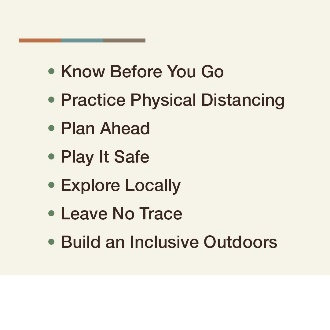 • Know Before You Go
• Practice Physical Distancing
• Plan Ahead
• Play It Safe
• Explore Locally
• Leave No Trace
• Build an Inclusive Outdoors